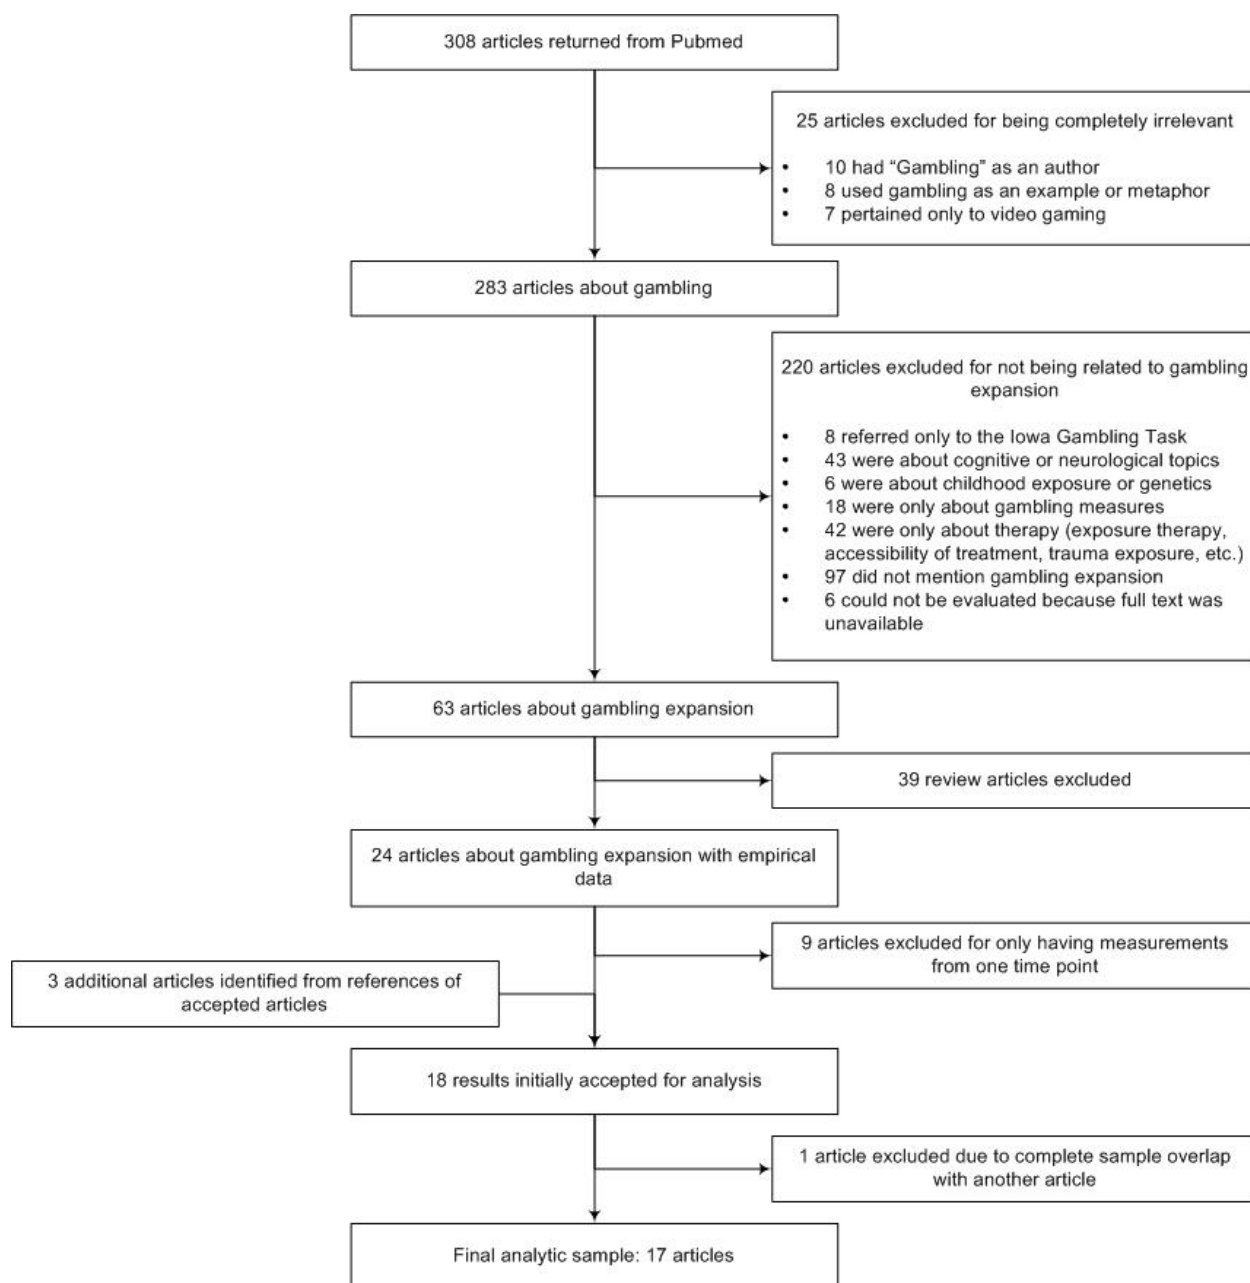 308 articles returned from Pubmed
25 articles excluded for being completely irrelevant
• 10 had “Gambling” as an author
• 8 used gambling as an example or metaphor
• 7 pertained only to video gaming
283 articles about gambling
220 articles excluded for not being related to gambling
expansion
• 8 referred only to the Iowa Gambling Task
• 43 were about cognitive or neurological topics
• 6 were about childhood exposure or genetics
• 18 were only about gambling measures
• 42 were only about therapy (exposure therapy,
accessibility of treatment, trauma exposure, etc.)
• 97 did not mention gambling expansion
• 6 could not be evaluated because full text was
unavailable
63 articles about gambling expansion
39 review articles excluded
24 articles about gambling expansion with empirical
data
9 articles excluded for only having measurements
from one time point
3 additional articles identified from references of
accepted articles
18 results initially accepted for analysis
1 article excluded due to complete sample overlap
with another article
Final analytic sample: 17 articles